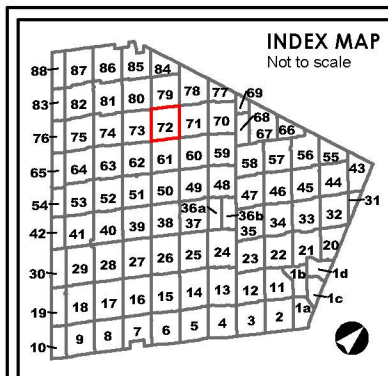 INDEX MAP
Not to scale
88 87 86 85 84
83 82 81 80 79 78 77 69
76 75 74 73 72 71 70 68 67 66
65 64 63 62 61 60 59 58 57 56 55 43
54 53 52 51 50 49 48 47 46 45 44 31
42 41 40 39 38 37 36a 36b 35 34 33 32
30 29 28 27 26 25 24 23 22 21 20
19 18 17 16 15 14 13 12 11 1b 1d
10 9 8 7 6 5 4 3 2 1a 1c